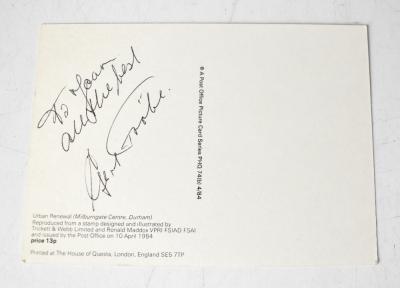 To Joan
all the best
Gert Fröbe.
Urban Renewal (Milburngate Centre, Durham)
Reproduced from a stamp designed and illustrated by
Trickett & Webb Limited and Ronald Maddox VPRI FSIAD FSAI
and issued by the Post Office on 10 April 1984
price 13p
Printed at The House of Questa, London, England SE5 7TP
A Post Office Picture Card Series PHQ 74(b) 4/84